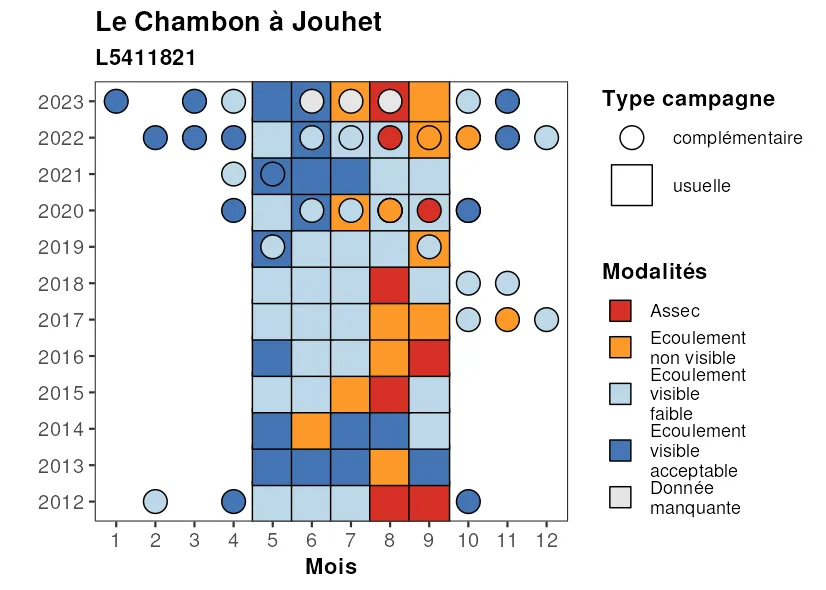 Le Chambon à Jouhet
L5411821
2023
2022
2021
2020
2019
2018
2017
2016
2015
2014
2013
2012
1 2 3 4 5 6 7 8 9 10 11 12
Mois
Type campagne
complémentaire
usuelle
Modalités
Assec
Ecoulement
non visible
Ecoulement
visible
faible
Ecoulement
visible
acceptable
Donnée
manquante